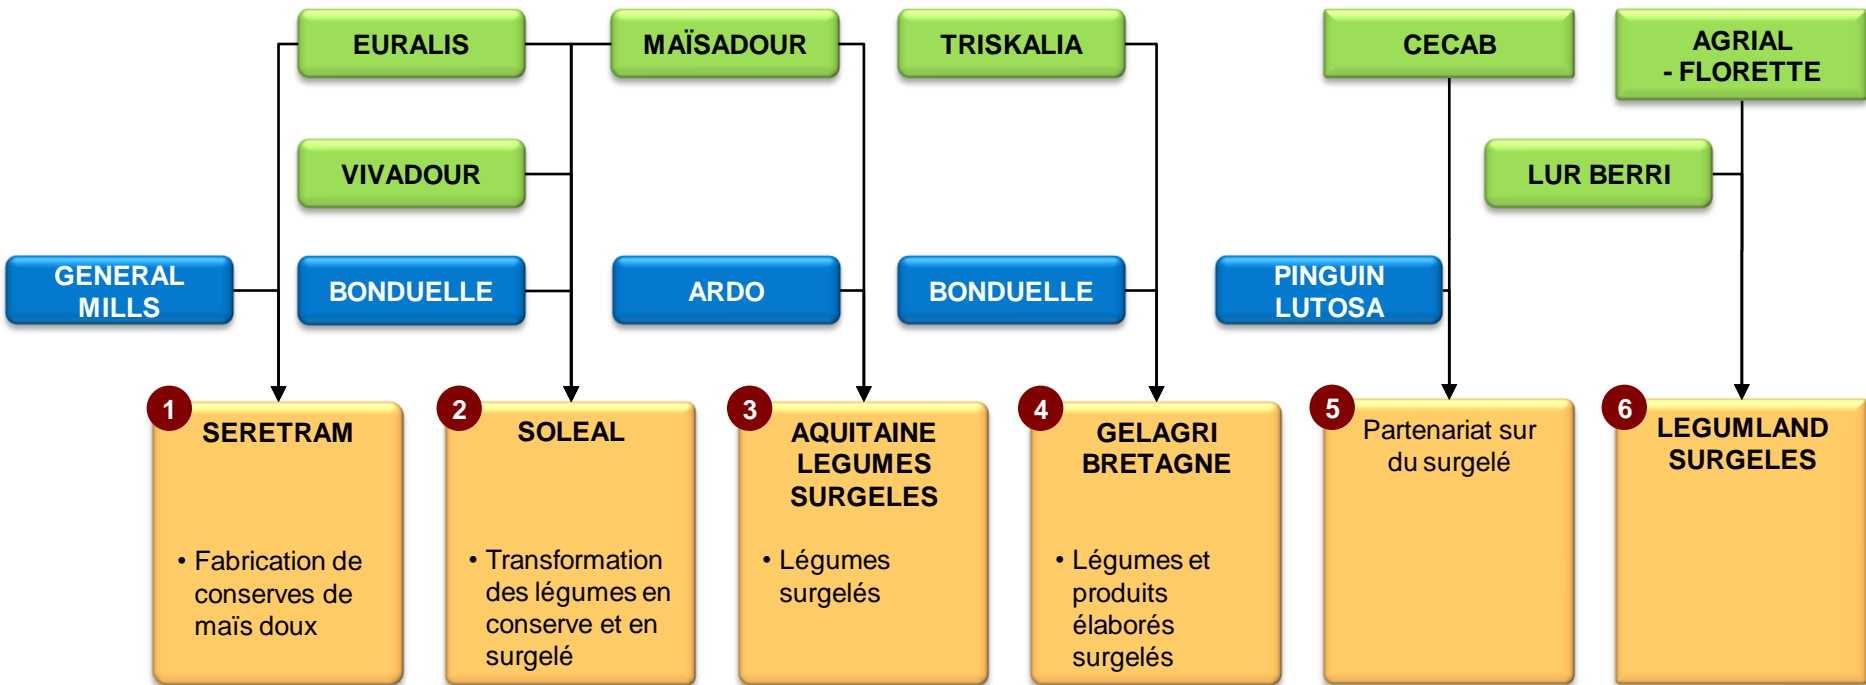 EURALIS
MAÏSADOUR
TRISKALIA
CECAB
AGRIAL
- FLORETTE
VIVADOUR
LUR BERRI
GENERAL
MILLS
BONDUELLE
ARDO
BONDUELLE
PINGUIN
LUTOSA
1
SERETRAM
• Fabrication de
conserves de
maïs doux
2
SOLEAL
• Transformation
des légumes en
conserve et en
surgelé
3
AQUITAINE
LEGUMES
SURGELES
• Légumes
surgelés
4
GELAGRI
BRETAGNE
• Légumes et
produits
élaborés
surgelés
5
Partenariat sur
du surgelé
6
LEGUMLAND
SURGELES